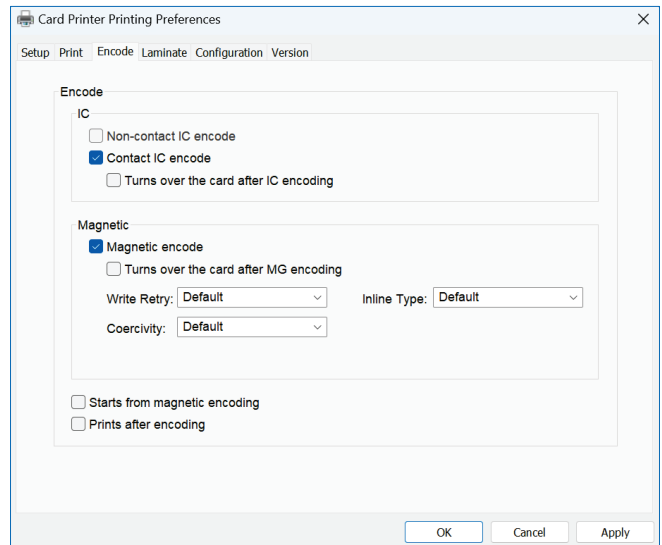 Card Printer Printing Preferences
Setup Print Encode Laminate Configuration Version
Encode
IC
Non-contact IC encode
Contact IC encode
Turns over the card after IC encoding
Magnetic
Magnetic encode
Turns over the card after MG encoding
Write Retry: Default Inline Type: Default
Coercivity: Default
Starts from magnetic encoding
Prints after encoding
OK Cancel Apply